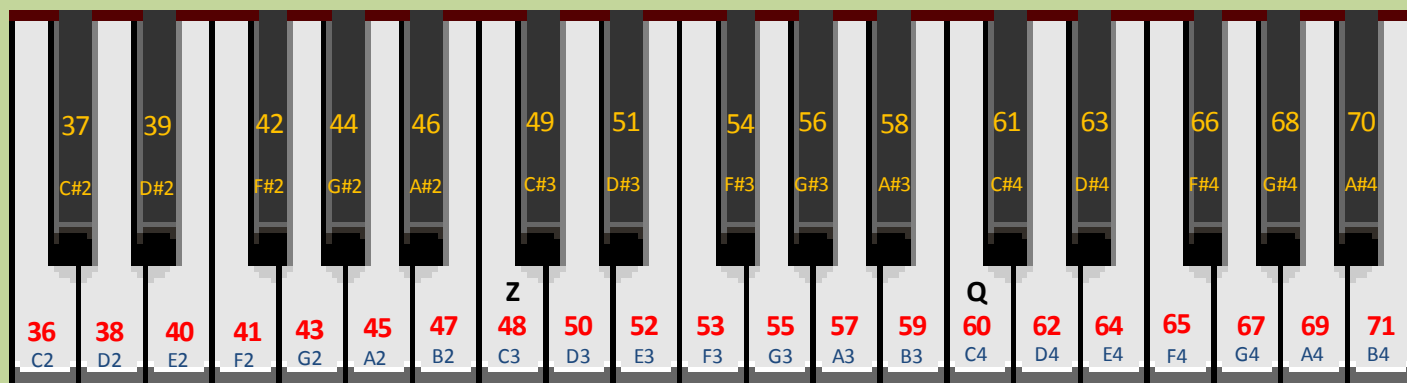 37 39 42 44 46 49 51 54 56 58 61 63 66 68 70
C#2 D#2 F#2 G#2 A#2 C#3 D#3 F#3 G#3 A#3 C#4 D#4 F#4 G#4 A#4
Z Q
36 38 40 41 43 45 47 48 50 52 53 55 57 59 60 62 64 65 67 69 71
C2 D2 E2 F2 G2 A2 B2 C3 D3 E3 F3 G3 A3 B3 C4 D4 E4 F4 G4 A4 B4